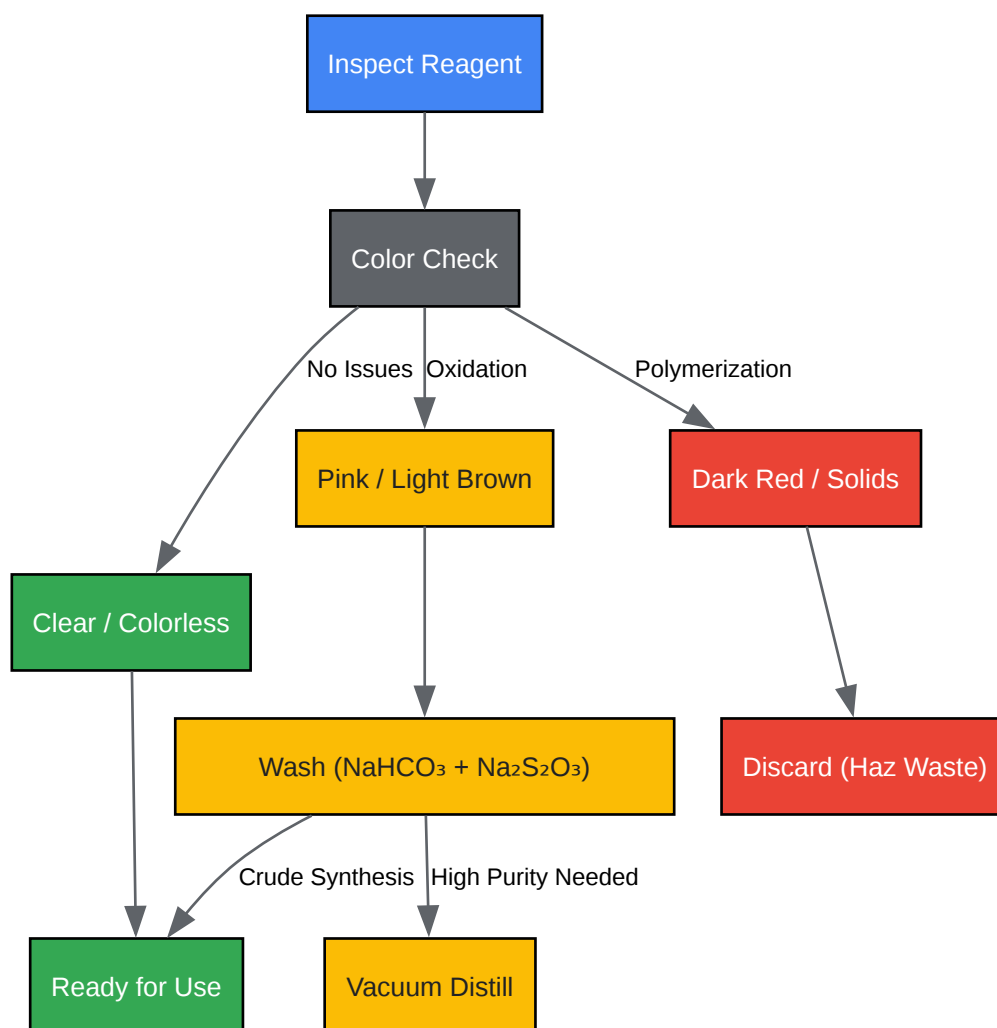 Inspect Reagent
Color Check
No Issues
Oxidation
Polymerization
Pink / Light Brown
Dark Red / Solids
Clear / Colorless
Wash (NaHCO₃ + Na₂S₂O₃)
Discard (Haz Waste)
Crude Synthesis
High Purity Needed
Ready for Use
Vacuum Distill